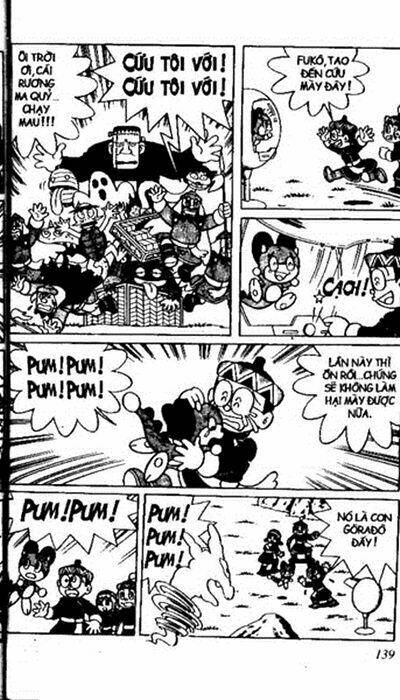 ÔI TRỜI
ƠI, CÁI
RƯƠNG
MA QUỶ...
CHẠY
MAU!!!
CỨU TÔI VỚI!
CỨU TÔI VỚI!
FUKÔ, TAO
ĐẾN CỨU
MÀY ĐÂY!
CẠCH!
PUM! PUM!
PUM! PUM!
LẦN NÀY THÌ
ỔN RỒI...CHÚNG
SẼ KHÔNG LÀM
HẠI MÀY ĐƯỢC
NỮA.
PUM! PUM!
PUM!
PUM!
PUM!
NÓ LÀ CON
GÔRAĐÔ
ĐẤY!
139